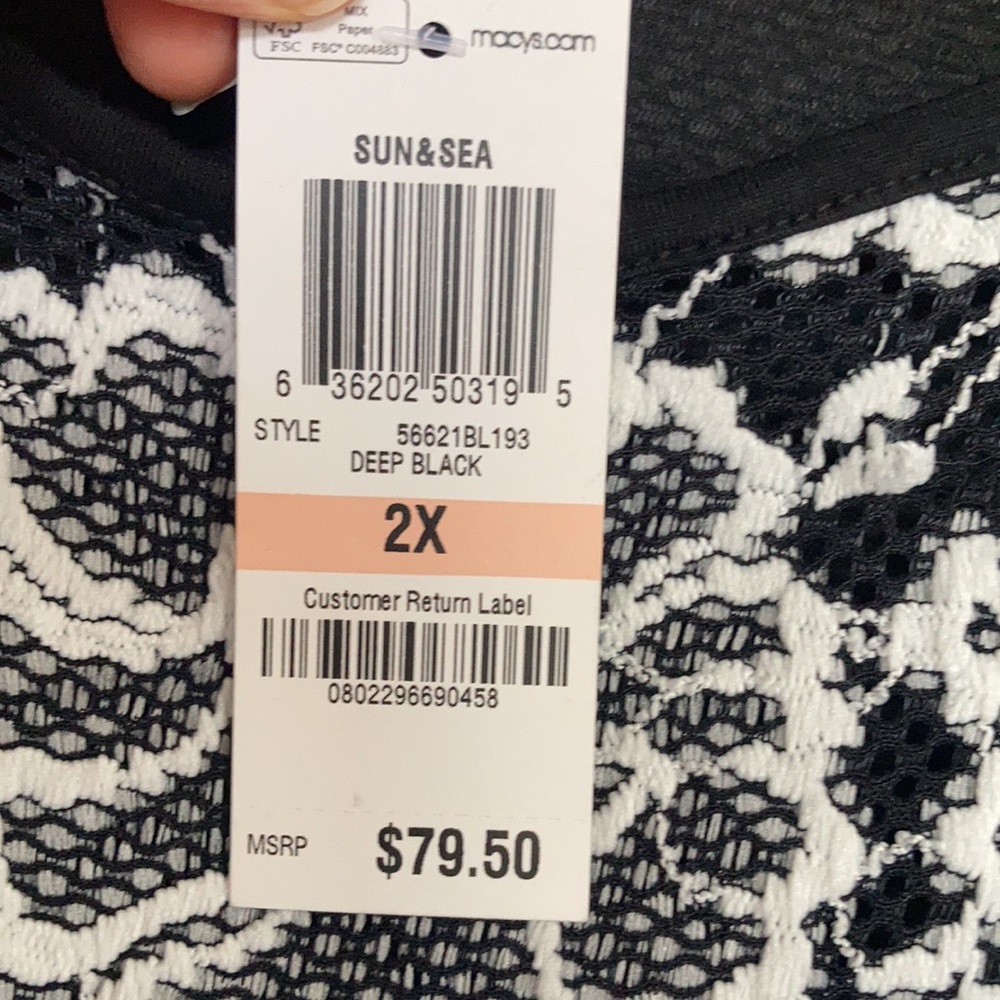 MIX
Paper
FSC FSC® C004883
macys.com
SUN&SEA
6 36202 50319 5
STYLE 56621BL193
DEEP BLACK
2X
Customer Return Label
0802296690458
MSRP $79.50